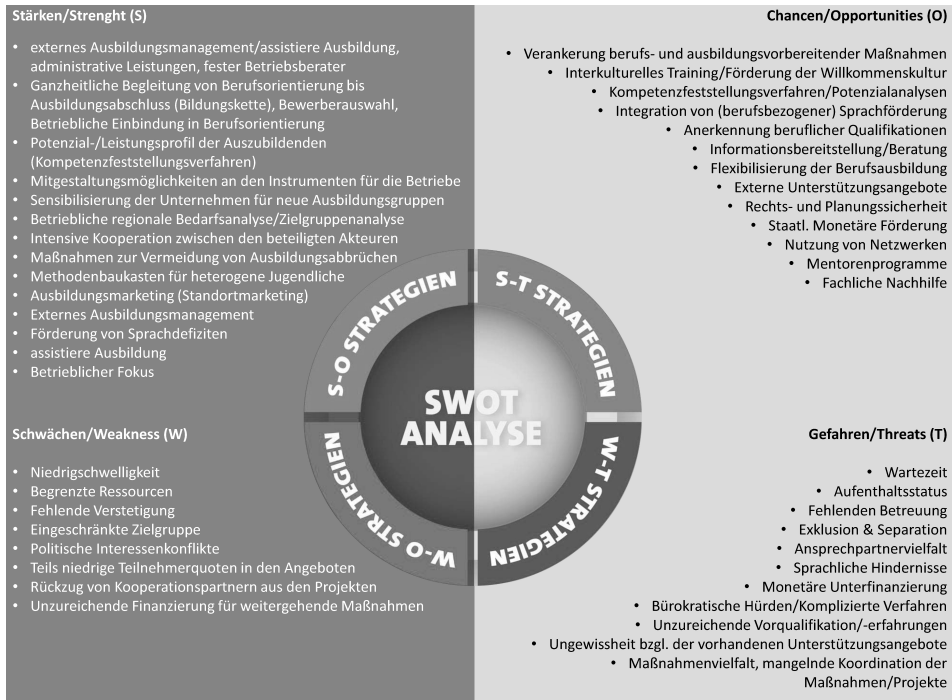 Stärken/Strenght (S)
• externes Ausbildungsmanagement/assistiere Ausbildung,
administrative Leistungen, fester Betriebsberater
• Ganzheitliche Begleitung von Berufsorientierung bis
Ausbildungsabschluss (Bildungskette), Bewerberauswahl,
Betriebliche Einbindung in Berufsorientierung
• Potenzial-/Leistungsprofil der Auszubildenden
(Kompetenzfeststellungsverfahren)
• Mitgestaltungsmöglichkeiten an den Instrumenten für die Betriebe
• Sensibilisierung der Unternehmen für neue Ausbildungsgruppen
• Betriebliche regionale Bedarfsanalyse/Zielgruppenanalyse
• Intensive Kooperation zwischen den beteiligten Akteuren
• Maßnahmen zur Vermeidung von Ausbildungsabbrüchen
• Methodenbaukasten für heterogene Jugendliche
• Ausbildungsmarketing (Standortmarketing)
• Externes Ausbildungsmanagement
• Förderung von Sprachdefiziten
• assistiere Ausbildung
• Betrieblicher Fokus
Chancen/Opportunities (O)
• Verankerung berufs- und ausbildungsvorbereitender Maßnahmen
• Interkulturelles Training/Förderung der Willkommenskultur
• Kompetenzfeststellungsverfahren/Potenzialanalysen
• Integration von (berufsbezogener) Sprachförderung
• Anerkennung beruflicher Qualifikationen
• Informationsbereitstellung/Beratung
• Flexibilisierung der Berufsausbildung
• Externe Unterstützungsangebote
• Rechts- und Planungssicherheit
• Staatl. Monetäre Förderung
• Nutzung von Netzwerken
• Mentorenprogramme
• Fachliche Nachhilfe
S-O STRATEGIEN
S-T STRATEGIEN
SWOT
ANALYSE
W-O STRATEGIEN
W-T STRATEGIEN
Schwächen/Weakness (W)
• Niedrigschwelligkeit
• Begrenzte Ressourcen
• Fehlende Verstetigung
• Eingeschränkte Zielgruppe
• Politische Interessenkonflikte
• Teils niedrige Teilnehmerquoten in den Angeboten
• Rückzug von Kooperationspartnern aus den Projekten
• Unzureichende Finanzierung für weitergehende Maßnahmen
Gefahren/Threats (T)
• Wartezeit
• Aufenthaltsstatus
• Fehlenden Betreuung
• Exklusion & Separation
• Ansprechpartnervielfalt
• Sprachliche Hindernisse
• Monetäre Unterfinanzierung
• Bürokratische Hürden/Komplizierte Verfahren
• Unzureichende Vorqualifikation/-erfahrungen
• Ungewissheit bzgl. der vorhandenen Unterstützungsangebote
• Maßnahmenvielfalt, mangelnde Koordination der
Maßnahmen/Projekte